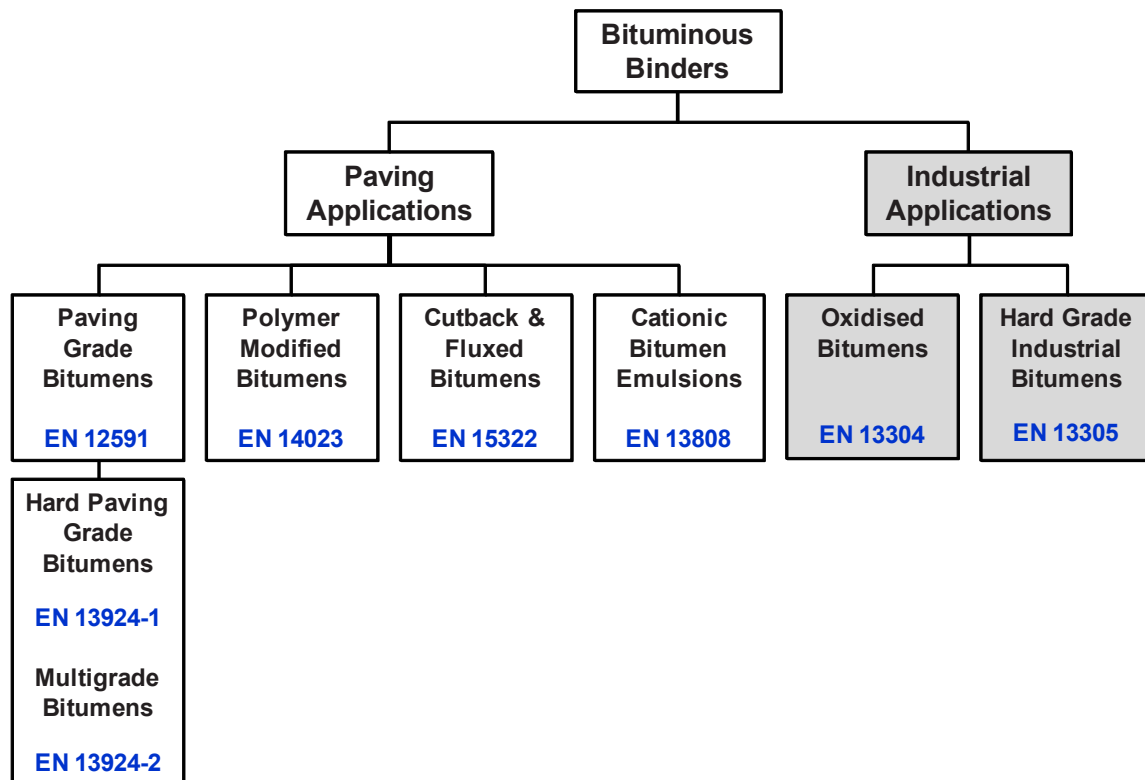 Bituminous
Binders
Paving
Applications
Industrial
Applications
Paving
Grade
Bitumens
EN 12591
Polymer
Modified
Bitumens
EN 14023
Cutback &
Fluxed
Bitumens
EN 15322
Cationic
Bitumen
Emulsions
EN 13808
Oxidised
Bitumens
EN 13304
Hard Grade
Industrial
Bitumens
EN 13305
Hard Paving
Grade
Bitumens
EN 13924-1
Multigrade
Bitumens
EN 13924-2